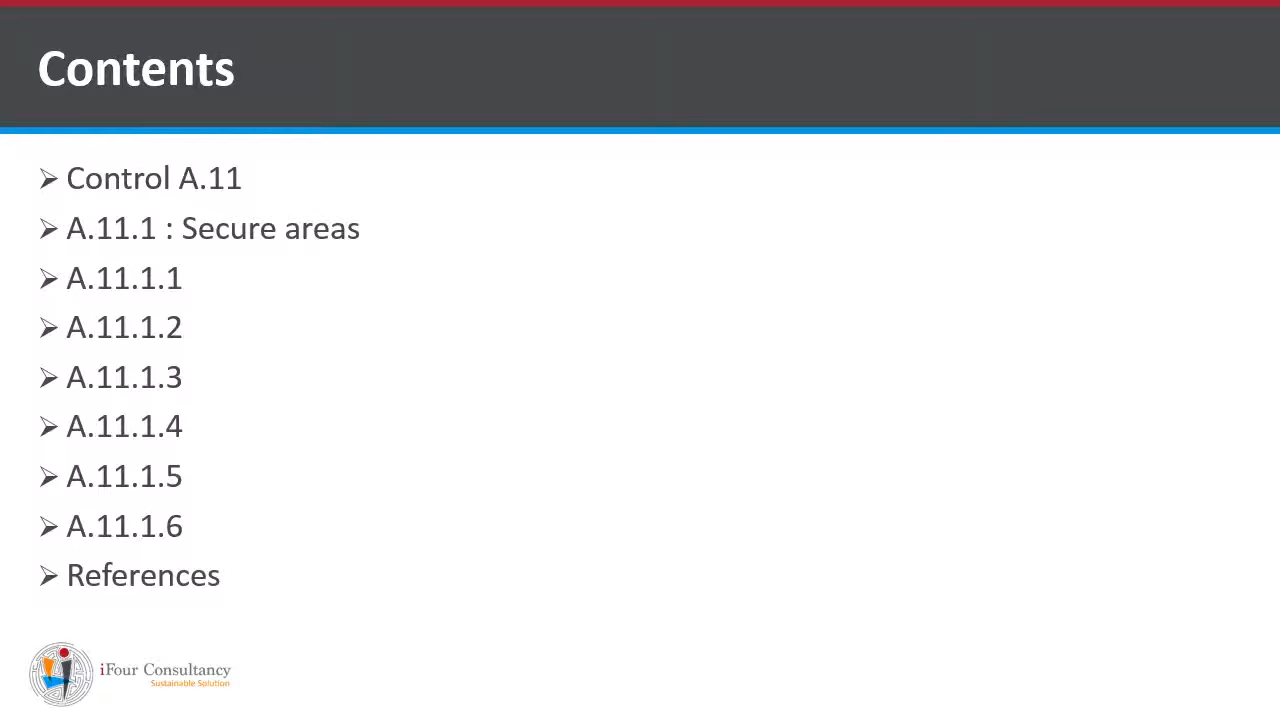 Contents
Control A.11
A.11.1 : Secure areas
A.11.1.1
A.11.1.2
A.11.1.3
A.11.1.4
A.11.1.5
A.11.1.6
References
iFour Consultancy
Sustainable Solution